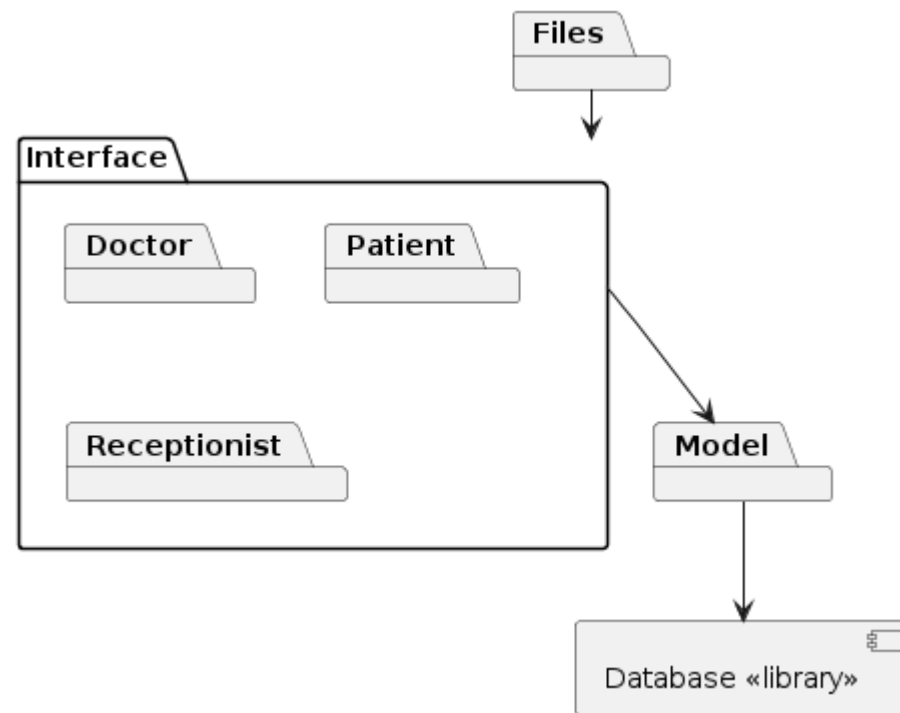 Files
Interface
Doctor
Patient
Receptionist
Model
Database «library»